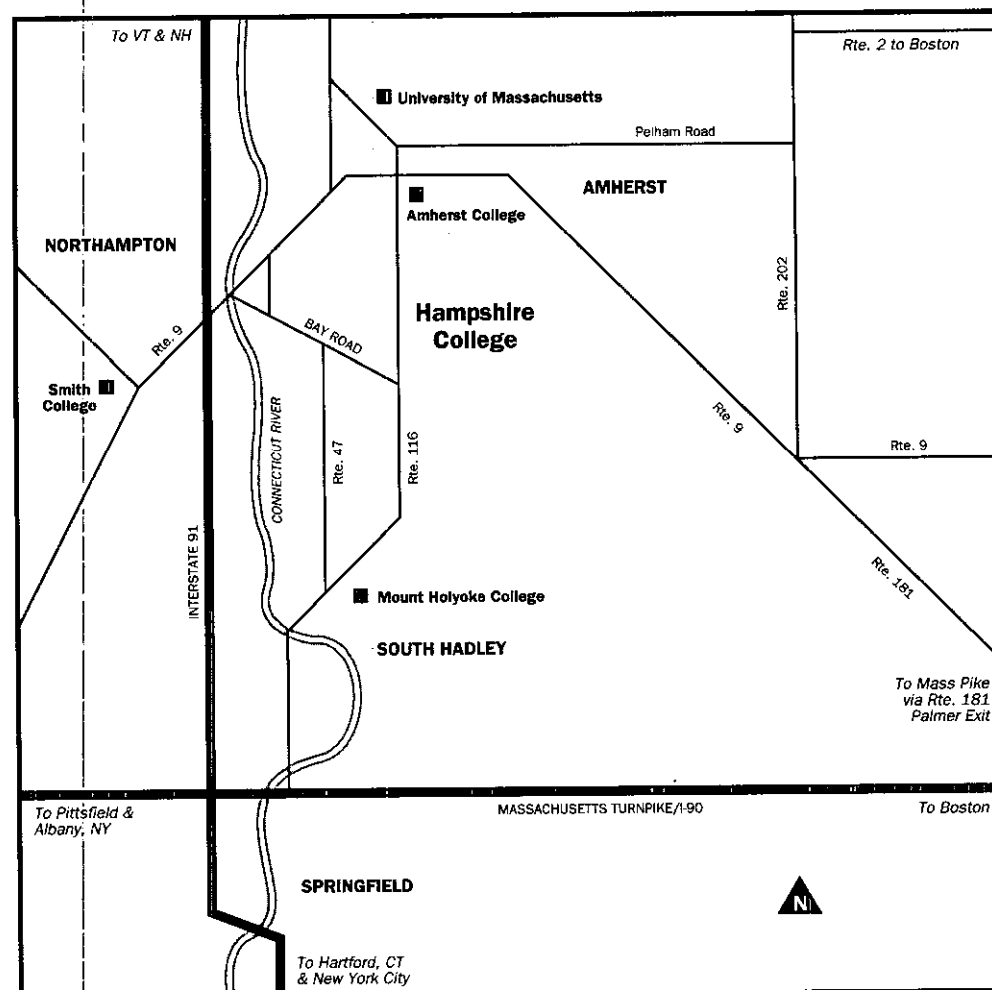 To VT & NH
Rte. 2 to Boston
University of Massachusetts
Pelham Road
AMHERST
Amherst College
NORTHAMPTON
Rte. 202
Hampshire
College
BAY ROAD
Rte. 9
Smith
College
CONNECTICUT RIVER
Rte. 47
Rte. 116
Rte. 9
Rte. 9
INTERSTATE 91
Rte. 181
Mount Holyoke College
SOUTH HADLEY
To Mass Pike
via Rte. 181
Palmer Exit
To Pittsfield &
Albany, NY
MASSACHUSETTS TURNPIKE/I-90
To Boston
SPRINGFIELD
N
To Hartford, CT
& New York City